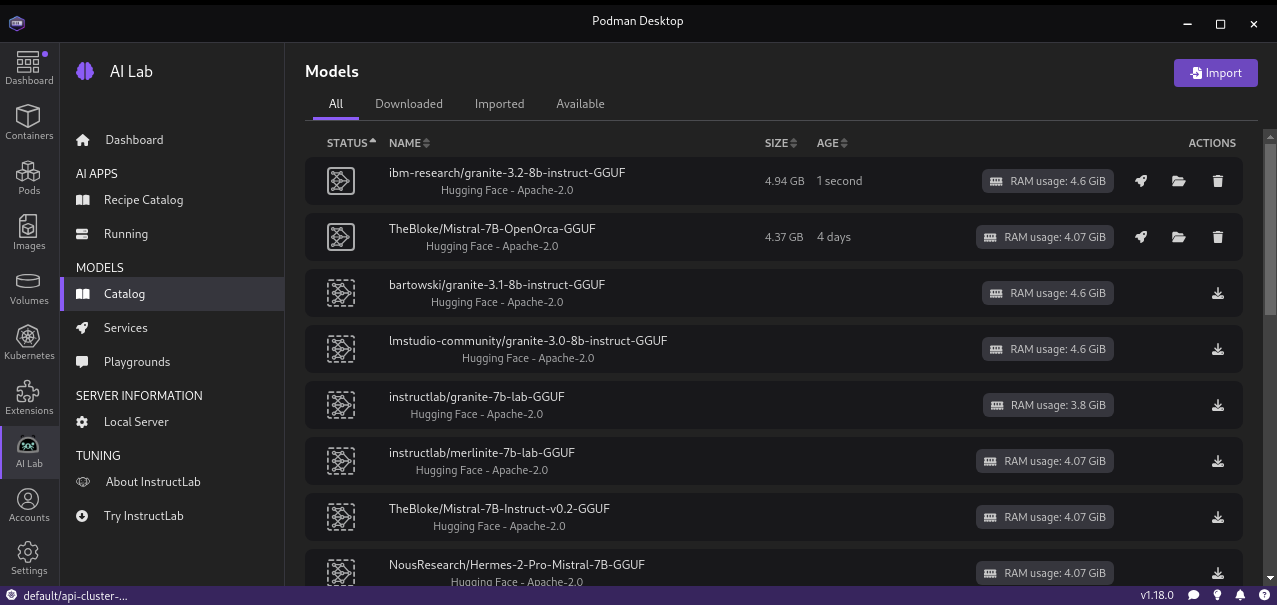 Podman Desktop
Dashboard
Containers
Pods
Images
Volumes
Kubernetes
Extensions
AI Lab
Accounts
Settings
AI Lab
Dashboard
AI APPS
Recipe Catalog
Running
MODELS
Catalog
Services
Playgrounds
SERVER INFORMATION
Local Server
TUNING
About InstructLab
Try InstructLab
Models
Import
All Downloaded Imported Available
STATUS NAME SIZE AGE ACTIONS
ibm-research/granite-3.2-8b-instruct-GGUF
Hugging Face - Apache-2.0
4.94 GB 1 second RAM usage: 4.6 GiB
TheBloke/Mistral-7B-OpenOrca-GGUF
Hugging Face - Apache-2.0
4.37 GB 4 days RAM usage: 4.07 GiB
bartowski/granite-3.1-8b-instruct-GGUF
Hugging Face - Apache-2.0
RAM usage: 4.6 GiB
lmstudio-community/granite-3.0-8b-instruct-GGUF
Hugging Face - Apache-2.0
RAM usage: 4.6 GiB
instructlab/granite-7b-lab-GGUF
Hugging Face - Apache-2.0
RAM usage: 3.8 GiB
instructlab/merlinite-7b-lab-GGUF
Hugging Face - Apache-2.0
RAM usage: 4.07 GiB
TheBloke/Mistral-7B-Instruct-v0.2-GGUF
Hugging Face - Apache-2.0
RAM usage: 4.07 GiB
NousResearch/Hermes-2-Pro-Mistral-7B-GGUF
Hugging Face - Apache-2.0
RAM usage: 4.07 GiB
default/api-cluster-...
v1.18.0